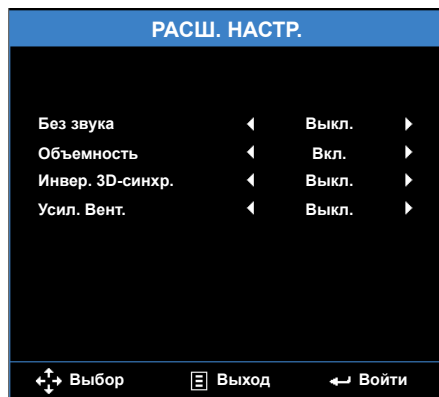 РАСШ. НАСТР.
Без звука Выкл.
Объемность Вкл.
Инвер. 3D-синхр. Выкл.
Усил. Вент. Выкл.
Выбор Выход Войти